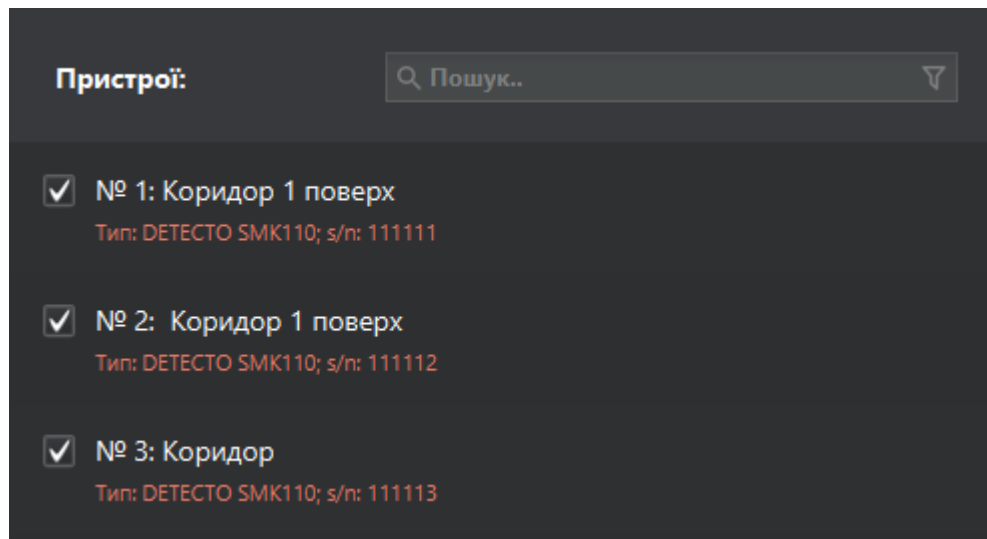 Пристрої:
Пошук..
№ 1: Коридор 1 поверх
Тип: DETECTO SMK110; s/n: 111111
№ 2:  Коридор 1 поверх
Тип: DETECTO SMK110; s/n: 111112
№ 3: Коридор
Тип: DETECTO SMK110; s/n: 111113